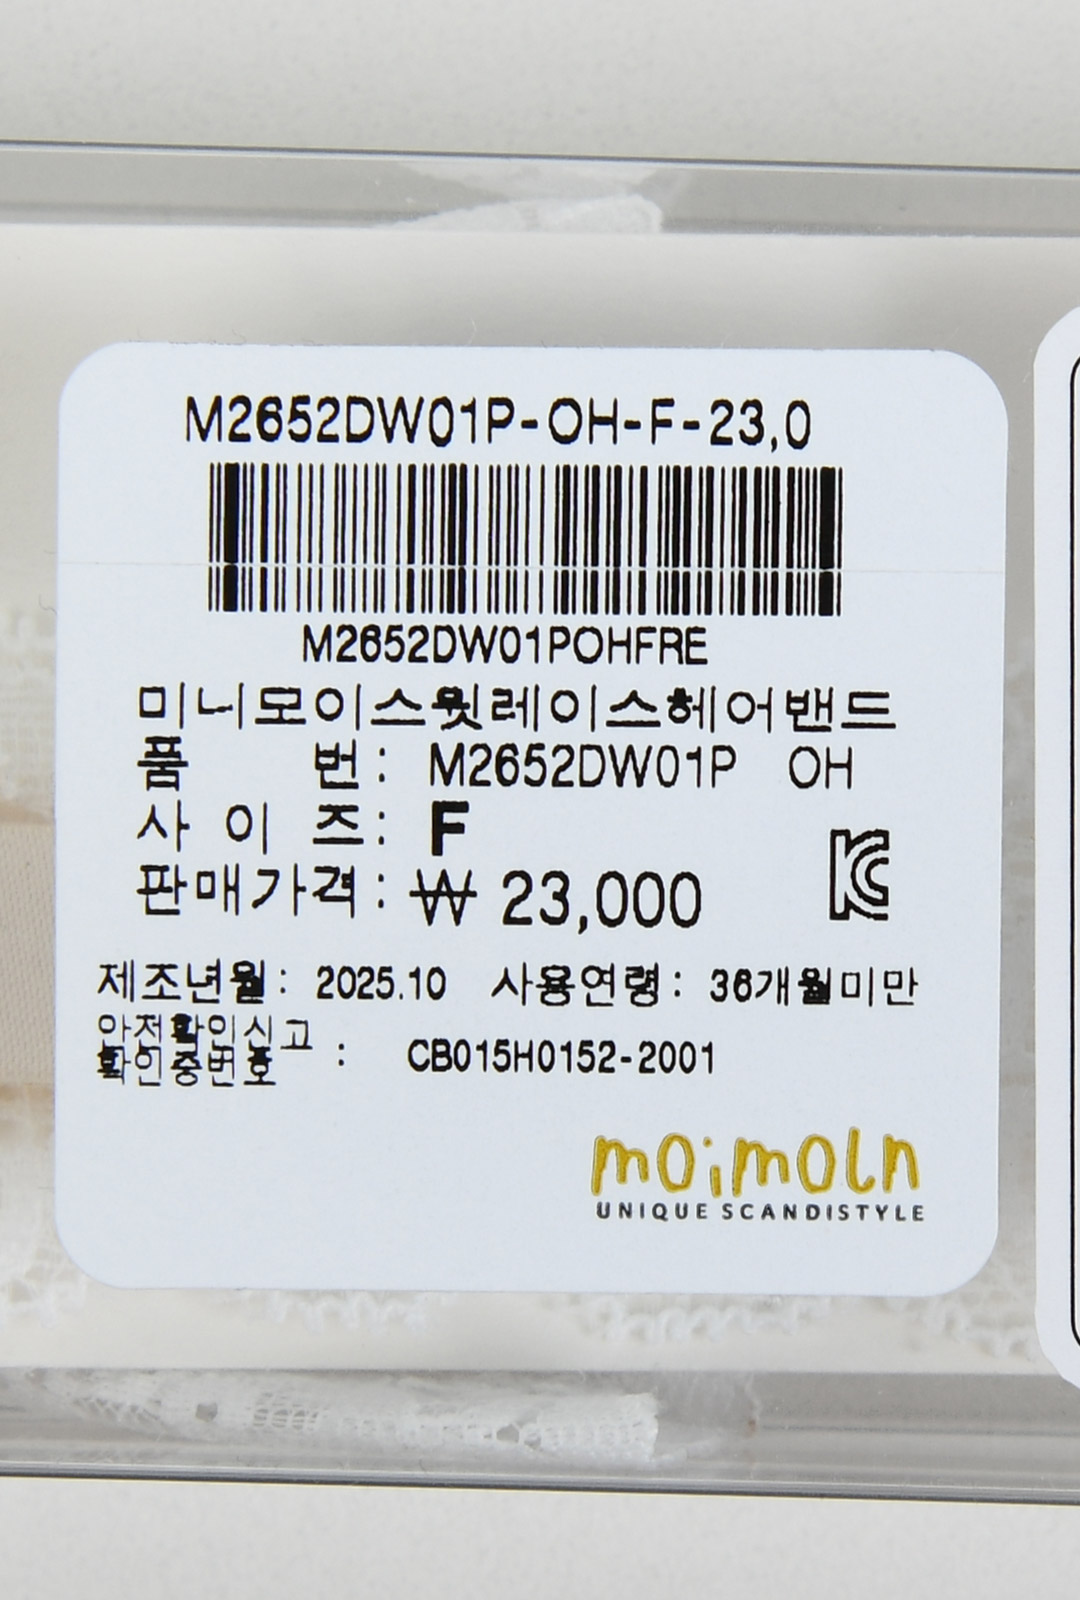 M2652DW01P-OH-F-23,0
M2652DW01POHFRE
미니모이스윗레이스헤어밴드
품 번: M2652DW01P OH
사 이 즈: F
판매가격: ₩ 23,000
제조년월: 2025.10 사용연령: 36개월미만
안전확인신고
확인증번호 : CB015H0152-2001
moimoln
UNIQUE SCANDISTYLE